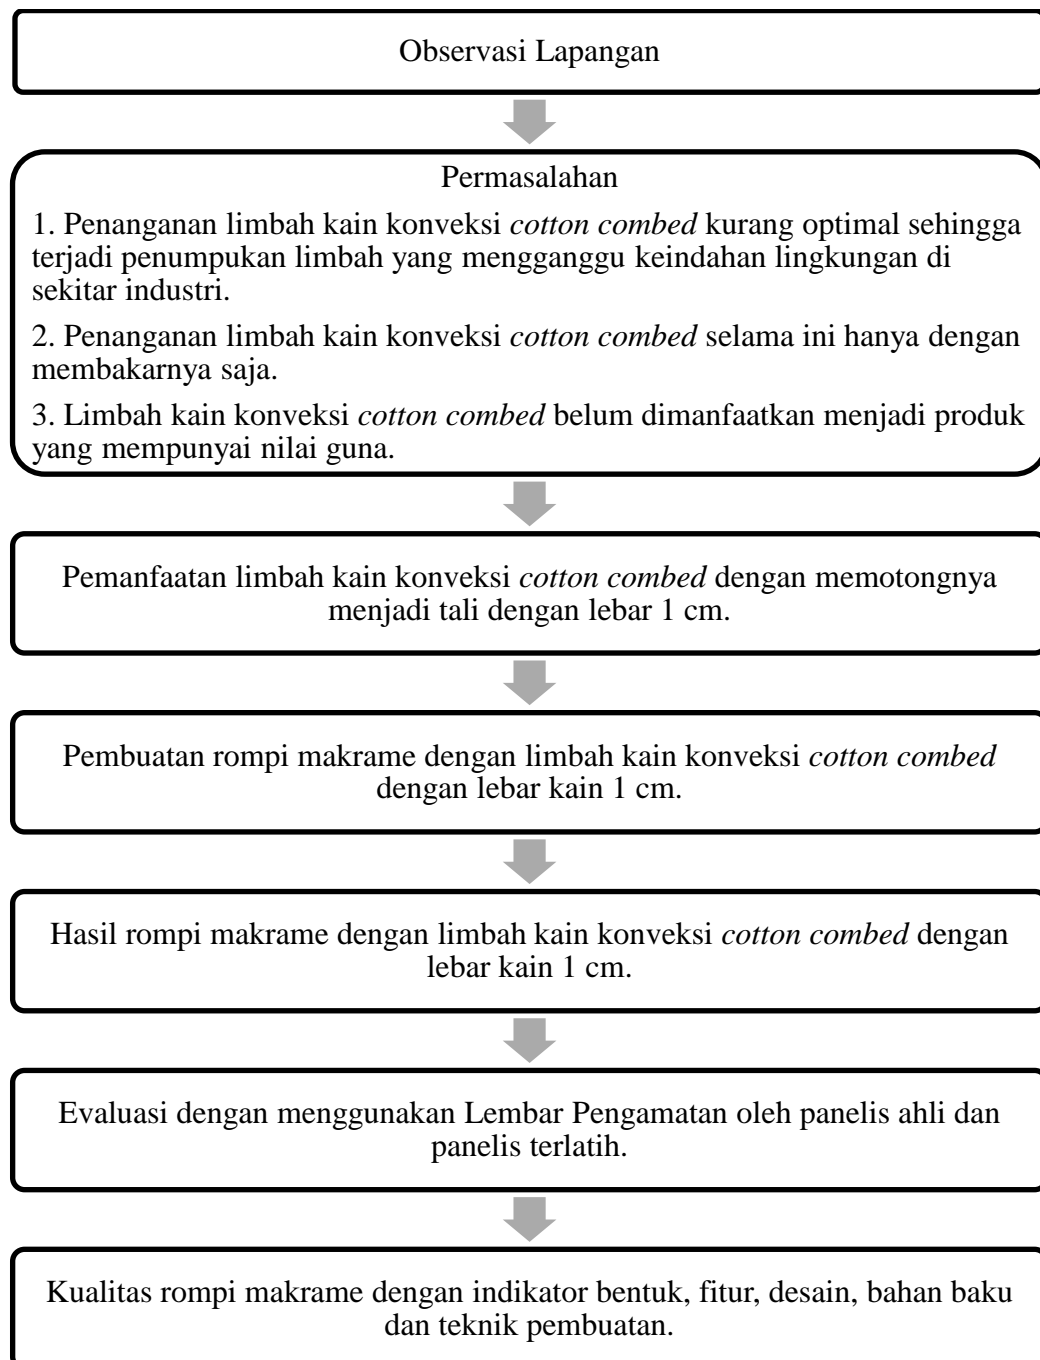 Observasi Lapangan
Permasalahan
1. Penanganan limbah kain konveksi cotton combed kurang optimal sehingga
terjadi penumpukan limbah yang mengganggu keindahan lingkungan di
sekitar industri.
2. Penanganan limbah kain konveksi cotton combed selama ini hanya dengan
membakarnya saja.
3. Limbah kain konveksi cotton combed belum dimanfaatkan menjadi produk
yang mempunyai nilai guna.
Pemanfaatan limbah kain konveksi cotton combed dengan memotongnya
menjadi tali dengan lebar 1 cm.
Pembuatan rompi makrame dengan limbah kain konveksi cotton combed
dengan lebar kain 1 cm.
Hasil rompi makrame dengan limbah kain konveksi cotton combed dengan
lebar kain 1 cm.
Evaluasi dengan menggunakan Lembar Pengamatan oleh panelis ahli dan
panelis terlatih.
Kualitas rompi makrame dengan indikator bentuk, fitur, desain, bahan baku
dan teknik pembuatan.